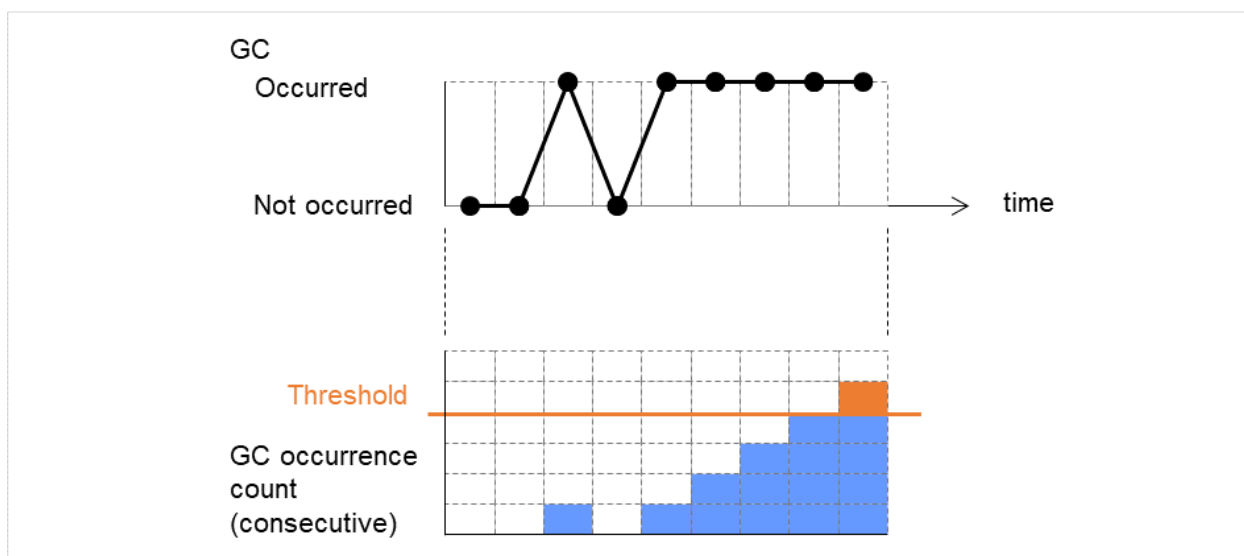 GC
Occurred
Not occurred
time
Threshold
GC occurrence
count
(consecutive)